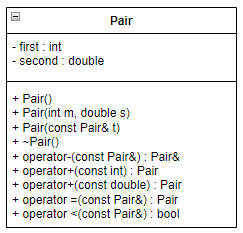 Pair
- first : int
- second : double
+ Pair()
+ Pair(int m, double s)
+ Pair(const Pair& t)
+ ~Pair()
+ operator-(const Pair&) : Pair&
+ operator+(const int) : Pair
+ operator+(const double) : Pair
+ operator =(const Pair&) : Pair
+ operator <(const Pair&) : bool